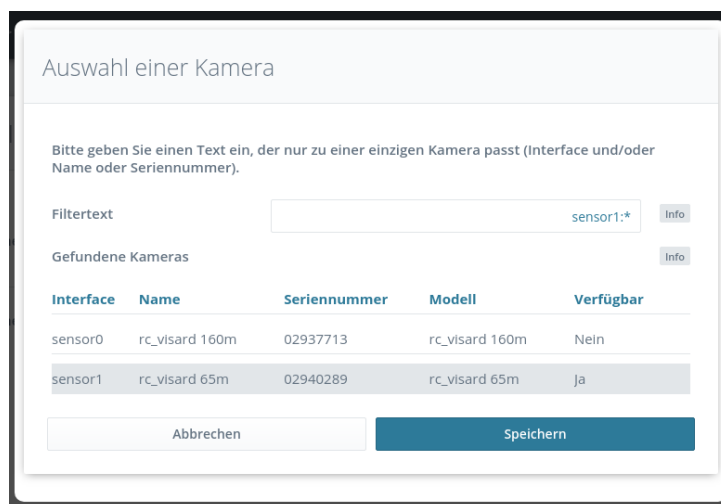 Auswahl einer Kamera
Bitte geben Sie einen Text ein, der nur zu einer einzigen Kamera passt (Interface und/oder
Name oder Seriennummer).
Filtertext sensor1:* Info
Gefundene Kameras Info
Interface Name Seriennummer Modell Verfügbar
sensor0 rc_visard 160m 02937713 rc_visard 160m Nein
sensor1 rc_visard 65m 02940289 rc_visard 65m Ja
Abbrechen Speichern